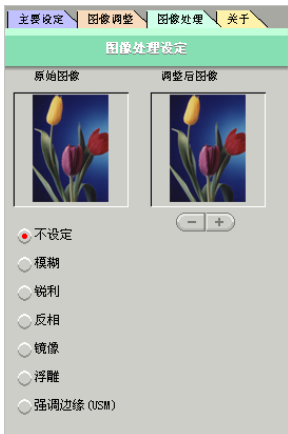 主要设定 图像调整 图像处理 关于
图像处理设定
原始图像 调整后图像
不设定
模糊
锐利
反相
镜像
浮雕
强调边缘(USM)